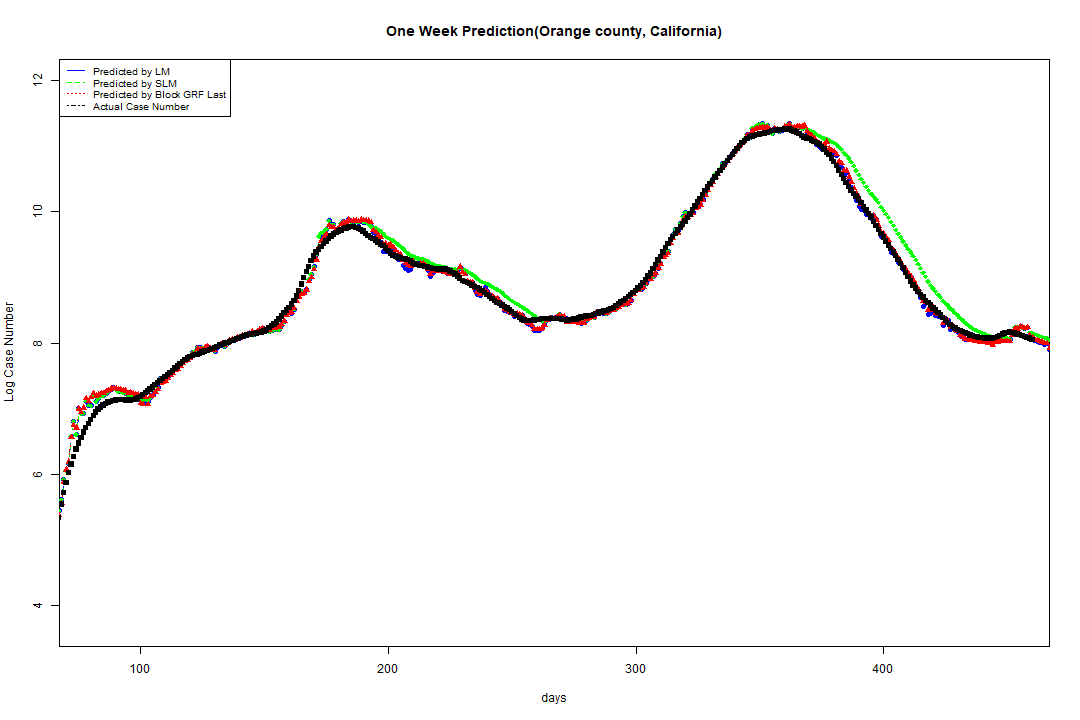 One Week Prediction(Orange county, California)
Predicted by LM
Predicted by SLM
Predicted by Block GRF Last
Actual Case Number
12
10
8
6
4
Log Case Number
100 200 300 400
days